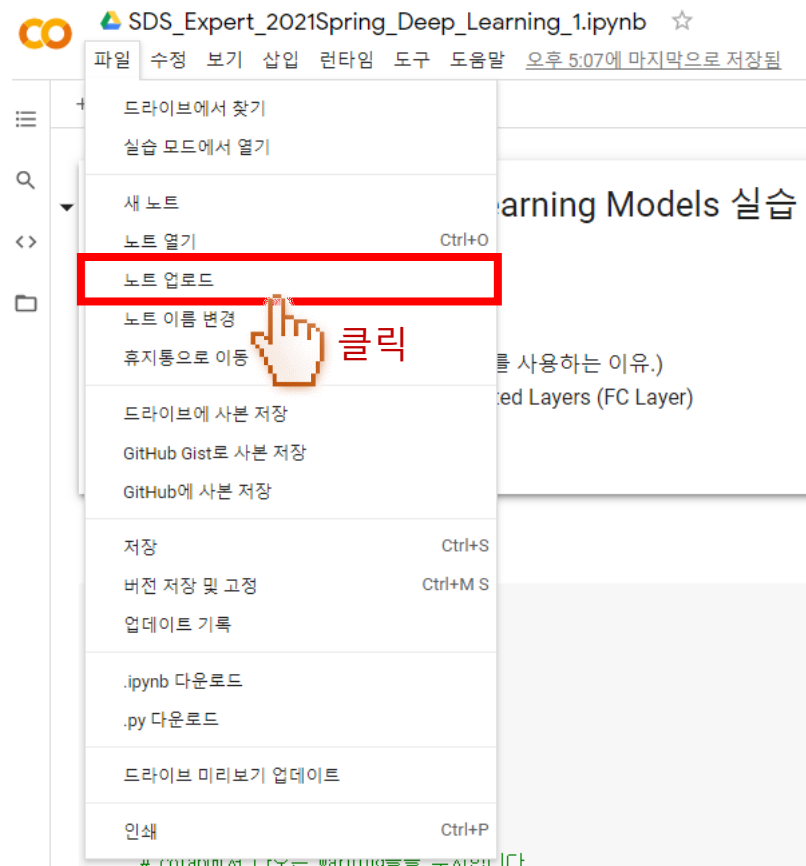 SDS_Expert_2021Spring_Deep_Learning_1.ipynb
파일 수정 보기 삽입 런타임 도구 도움말 오후 5:07에 마지막으로 저장됨
+
드라이브에서 찾기
실습 모드에서 열기
새 노트
earning Models 실습
노트 열기 Ctrl+O
노트 업로드
노트 이름 변경
클릭
휴지통으로 이동
를 사용하는 이유.)
ted Layers (FC Layer)
드라이브에 사본 저장
GitHub Gist로 사본 저장
GitHub에 사본 저장
저장 Ctrl+S
버전 저장 및 고정 Ctrl+M S
업데이트 기록
.ipynb 다운로드
.py 다운로드
드라이브 미리보기 업데이트
인쇄 Ctrl+P